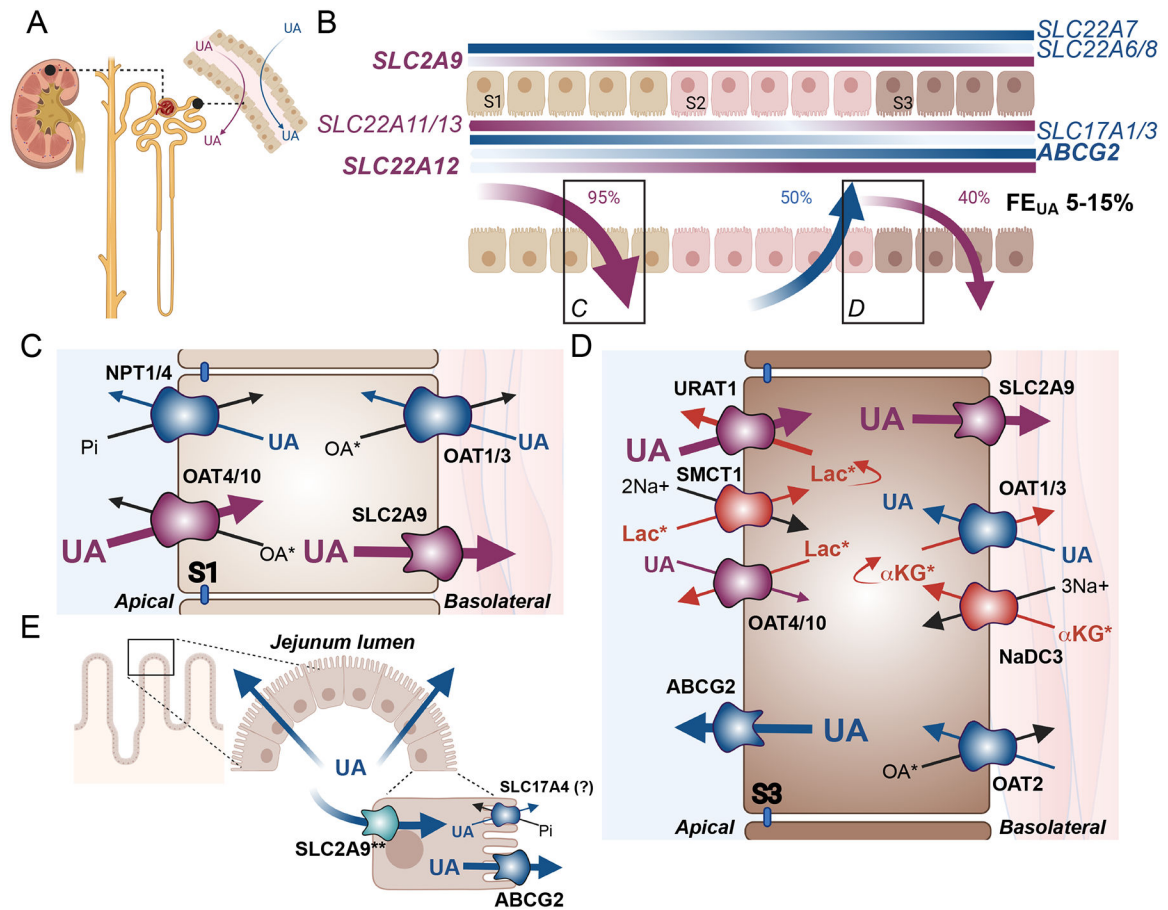 A
UA
UA
UA
UA
B
SLC22A7
SLC22A6/8
SLC2A9
S1
S2
S3
SLC22A11/13
SLC17A1/3
ABCG2
SLC22A12
95%
50%
40%
FEUA 5-15%
C
D
C
NPT1/4
Pi
UA
OA*
UA
OAT1/3
OAT4/10
UA
OA*
SLC2A9
UA
S1
Apical
Basolateral
D
URAT1
UA
SLC2A9
UA
Lac*
SMCT1
2Na+
Lac*
OAT1/3
UA
UA
Lac*
UA
αKG*
3Na+
OAT4/10
αKG*
NaDC3
ABCG2
UA
OA*
OAT2
S3
Apical
Basolateral
E
Jejunum lumen
UA
SLC17A4 (?)
UA
Pi
SLC2A9**
UA
ABCG2